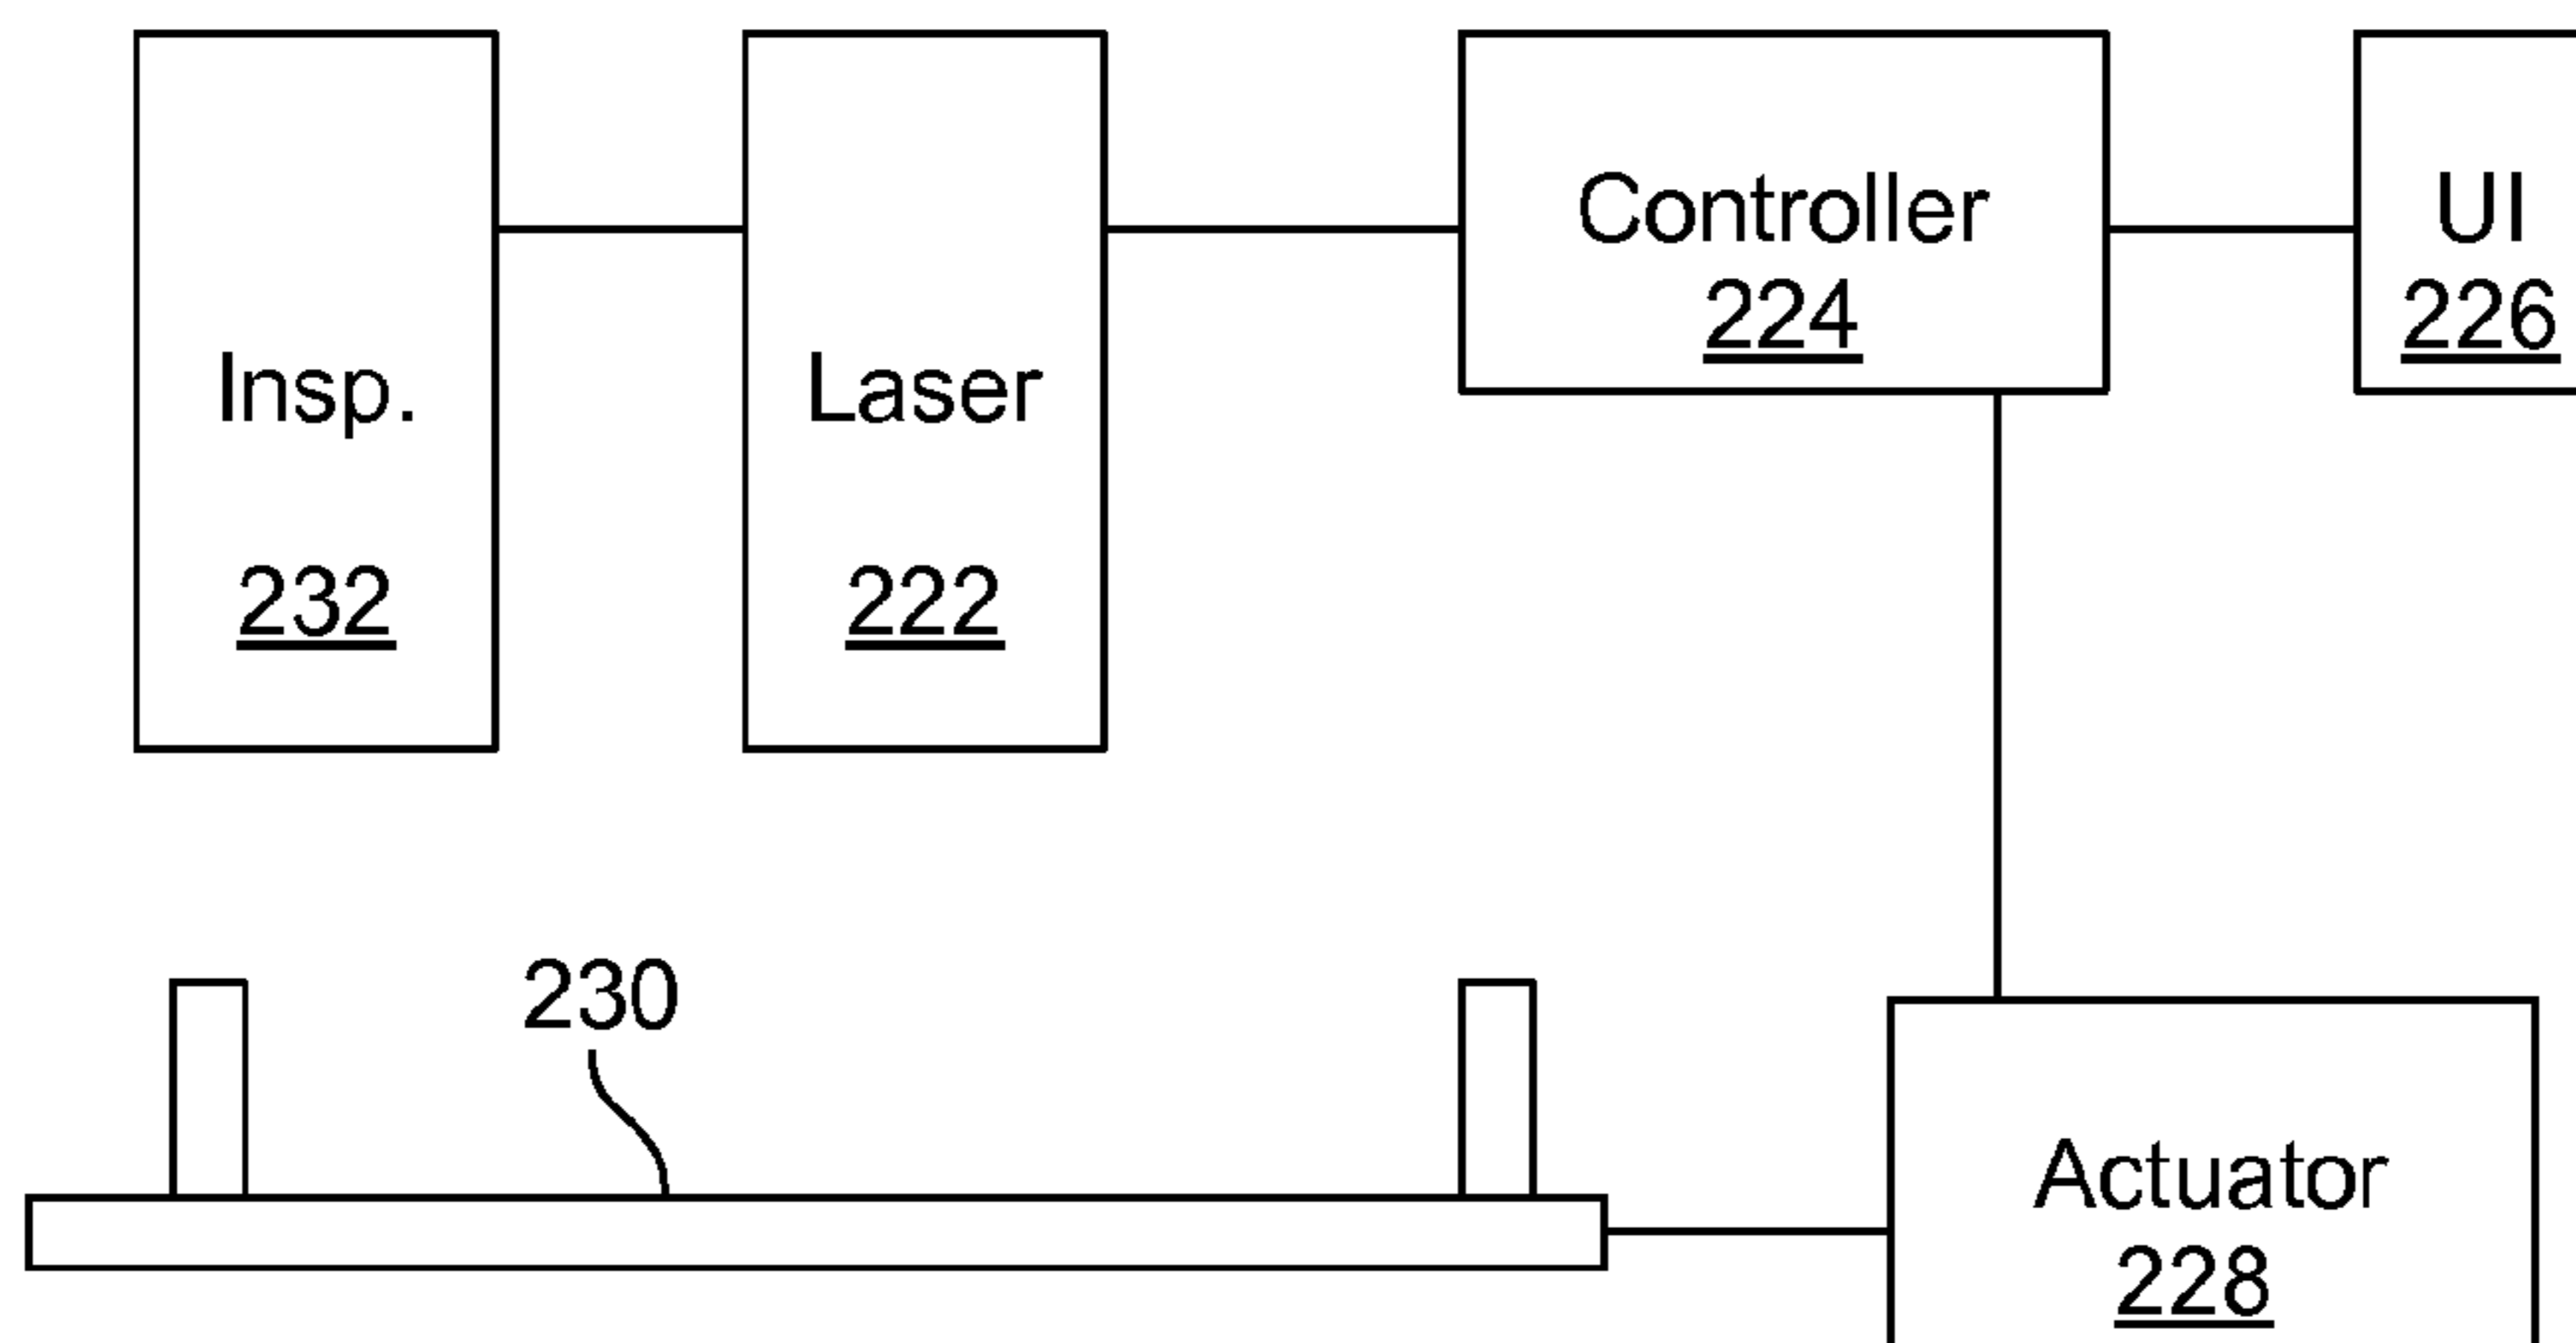 Insp.
232
Laser
222
Controller
224
UI
226
230
Actuator
228